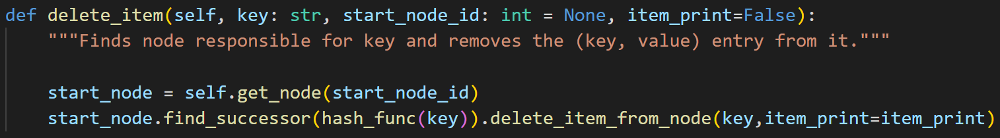 def delete_item(self, key: str, start_node_id: int = None, item_print=False):
"""Finds node responsible for key and removes the (key, value) entry from it."""
start_node = self.get_node(start_node_id)
start_node.find_successor(hash_func(key)).delete_item_from_node(key,item_print=item_print)